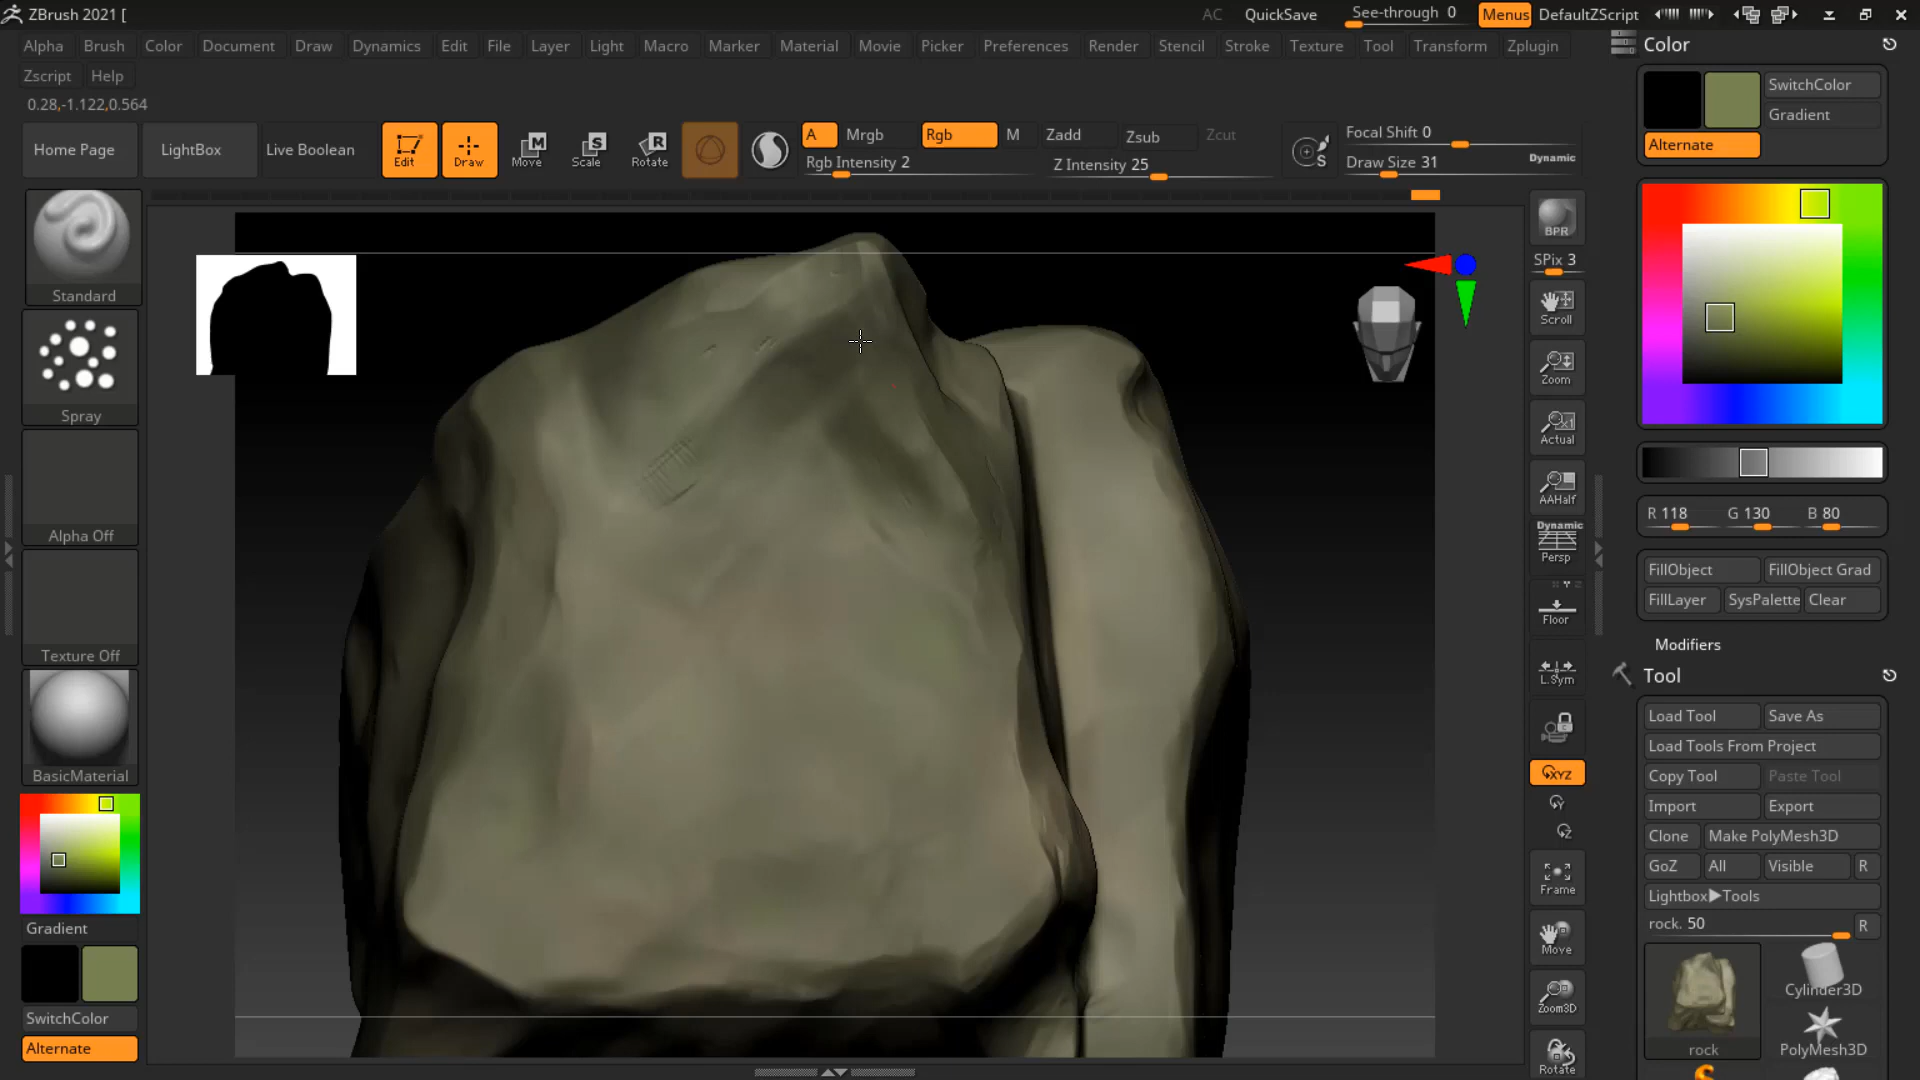 ZBrush 2021 [
AC
QuickSave
See-through 0
Menus
DefaultZScript
Alpha
Brush
Color
Document
Draw
Dynamics
Edit
File
Layer
Light
Macro
Marker
Material
Movie
Picker
Preferences
Render
Stencil
Stroke
Texture
Tool
Transform
Zplugin
Zscript
Help
0.28,-1.122,0.564
Home Page
LightBox
Live Boolean
Edit
Draw
Move
Scale
Rotate
A
Mrgb
Rgb
M
Zadd
Zsub
Zcut
Rgb Intensity 2
Z Intensity 25
S
Focal Shift 0
Draw Size 31
Dynamic
Standard
Spray
Alpha Off
Texture Off
BasicMaterial
Gradient
SwitchColor
Alternate
BPR
SPix 3
Scroll
Zoom
Actual
AAHalf
Dynamic
Persp
Floor
L.Sym
XYZ
Y
Z
Frame
Move
Zoom3D
Rotate
Color
SwitchColor
Gradient
Alternate
R 118
G 130
B 80
FillObject
FillObject Grad
FillLayer
SysPalette
Clear
Modifiers
Tool
Load Tool
Save As
Load Tools From Project
Copy Tool
Paste Tool
Import
Export
Clone
Make PolyMesh3D
GoZ
All
Visible
R
Lightbox▶Tools
rock. 50
R
rock
Cylinder3D
PolyMesh3D